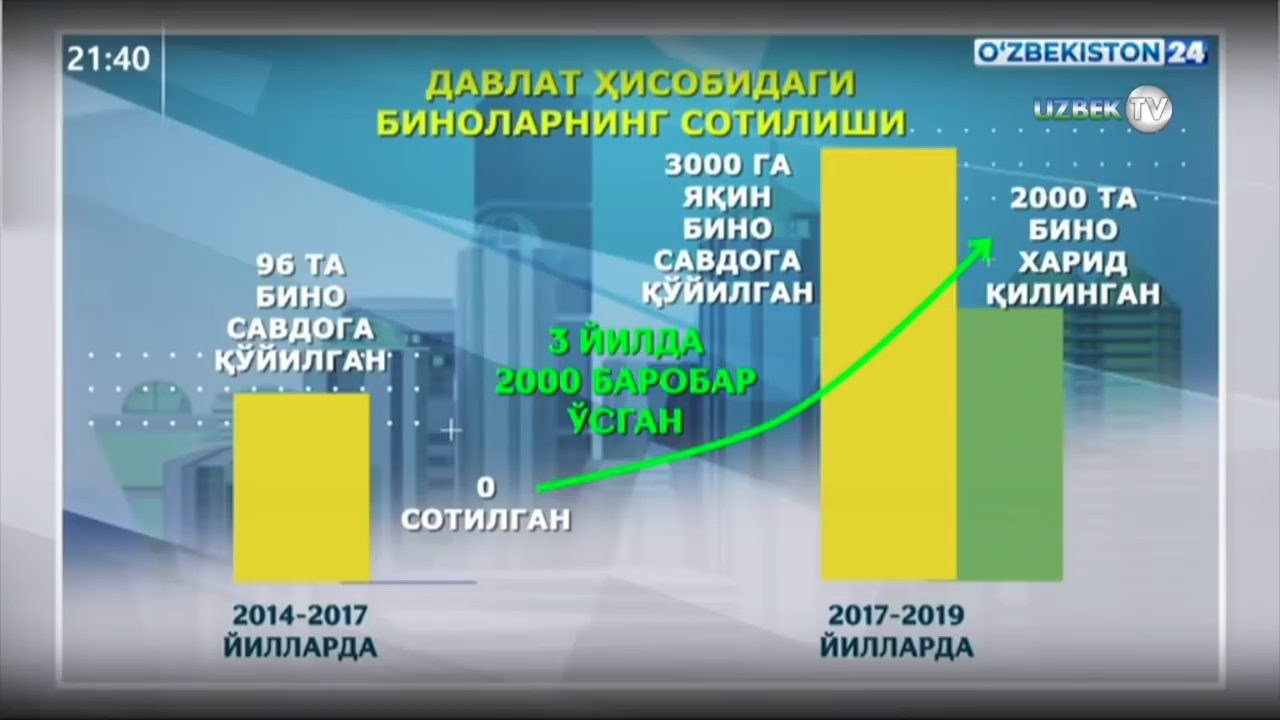 21:40
O‘ZBEKISTON 24
UZBEK TV
ДАВЛАТ ҲИСОБИДАГИ
БИНОЛАРНИНГ СОТИЛИШИ
96 ТА
БИНО
САВДОГА
ҚЎЙИЛГАН
0
СОТИЛГАН
3 ЙИЛДА
2000 БАРОБАР
ЎСГАН
3000 ГА
ЯҚИН
БИНО
САВДОГА
ҚЎЙИЛГАН
2000 ТА
БИНО
ХАРИД
ҚИЛИНГАН
2014-2017
ЙИЛЛАРДА
2017-2019
ЙИЛЛАРДА